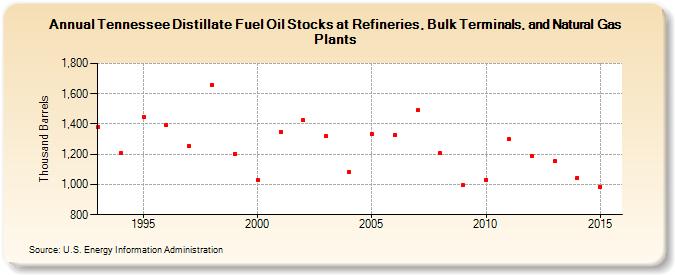 Annual Tennessee Distillate Fuel Oil Stocks at Refineries, Bulk Terminals, and Natural Gas
Plants
Thousand Barrels
1,800
1,600
1,400
1,200
1,000
800
1995
2000
2005
2010
2015
Source: U.S. Energy Information Administration